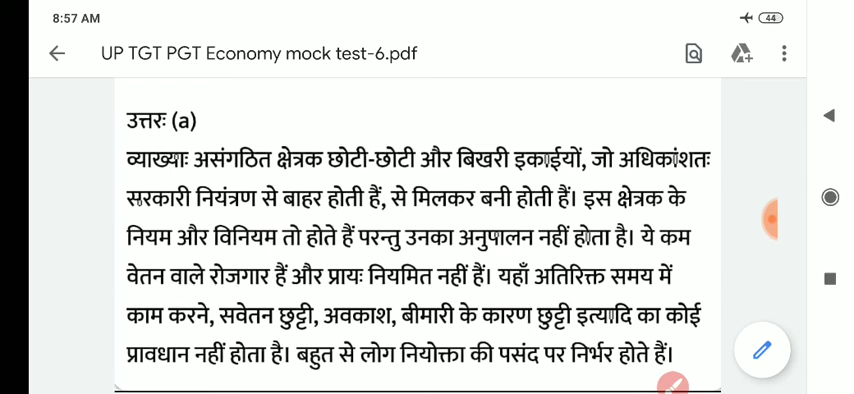 8:57 AM
44
UP TGT PGT Economy mock test-6.pdf
उत्तरः (a)
व्याख्याः असंगठित क्षेत्रक छोटी-छोटी और बिखरी इकाईयों, जो अधिकांशतः
सरकारी नियंत्रण से बाहर होती हैं, से मिलकर बनी होती हैं। इस क्षेत्रक के
नियम और विनियम तो होते हैं परन्तु उनका अनुपालन नहीं होता है। ये कम
वेतन वाले रोजगार हैं और प्रायः नियमित नहीं हैं। यहाँ अतिरिक्त समय में
काम करने, सवेतन छुट्टी, अवकाश, बीमारी के कारण छुट्टी इत्यादि का कोई
प्रावधान नहीं होता है। बहुत से लोग नियोक्ता की पसंद पर निर्भर होते हैं।